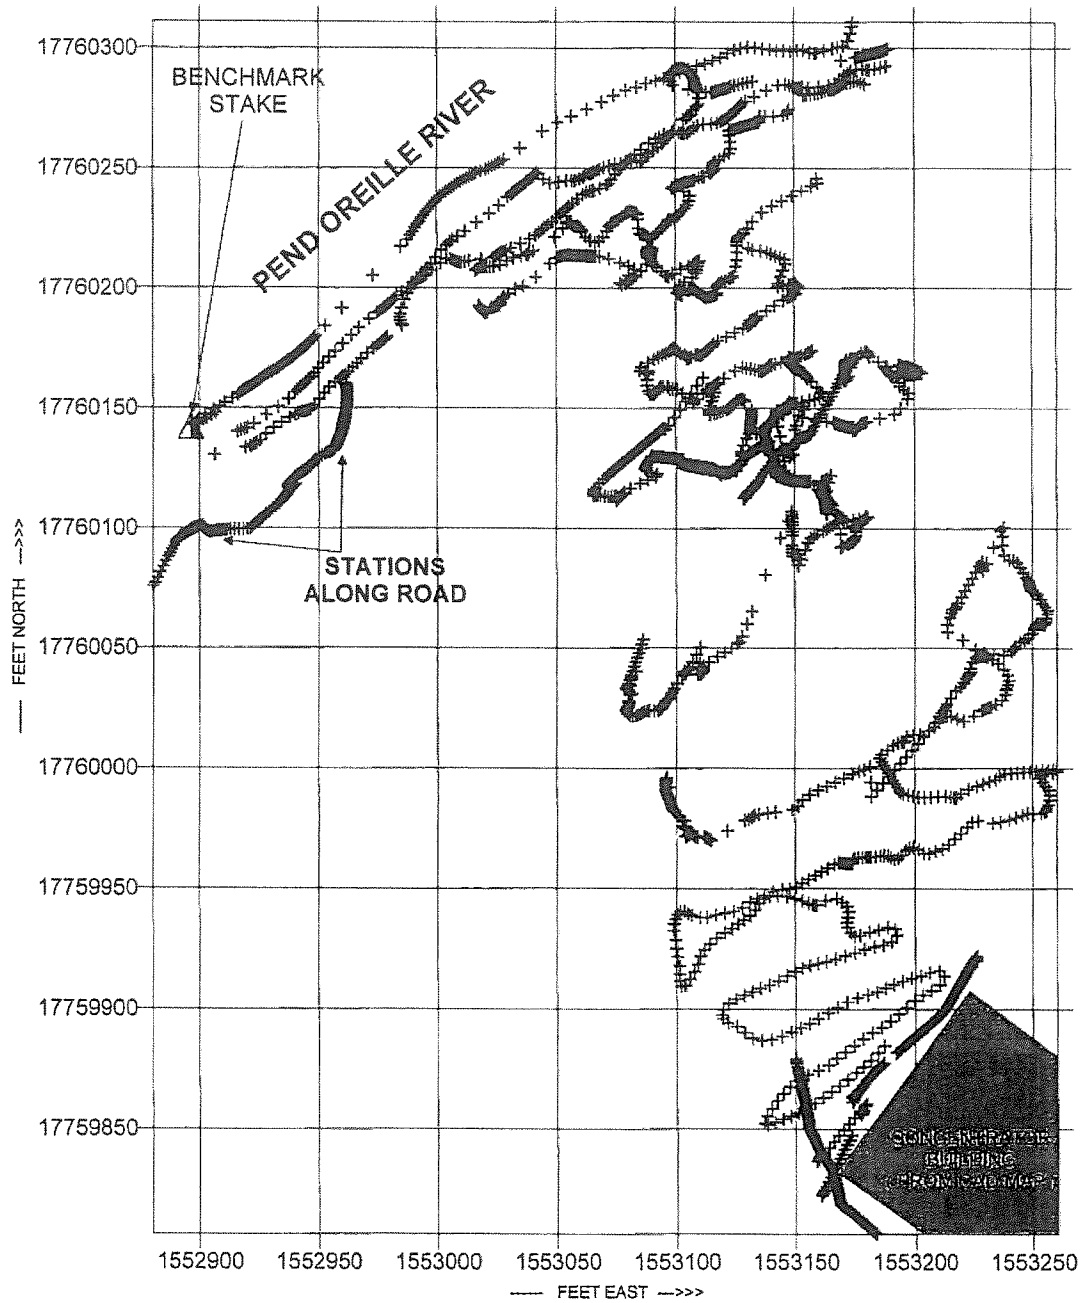 17760300
BENCHMARK
STAKE
PEND OREILLE RIVER
17760250
17760200
17760150
17760100
STATIONS
ALONG ROAD
17760050
17760000
17759950
17759900
17759850
CONCENTRATOR
BUILDING
FROM CAD MAP
FEET NORTH —>>>
1552900 1552950 1553000 1553050 1553100 1553150 1553200 1553250
FEET EAST —>>>